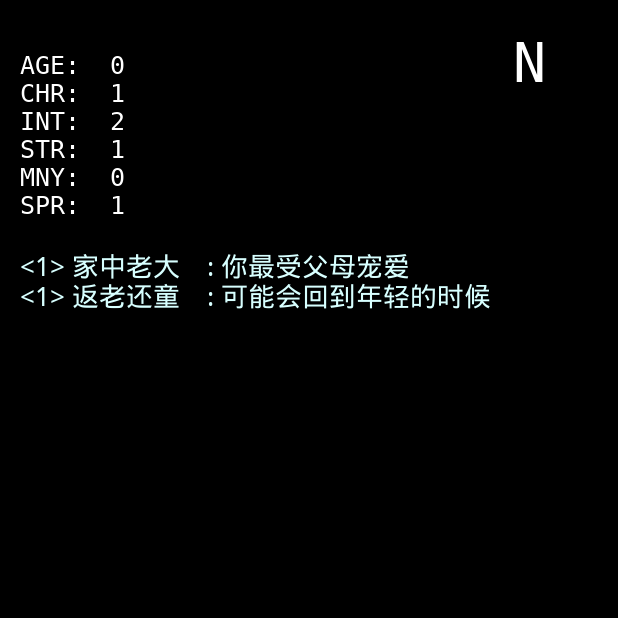 N
AGE: 0
CHR: 1
INT: 2
STR: 1
MNY: 0
SPR: 1
<1> 家中老大 : 你最受父母宠爱
<1> 返老还童 : 可能会回到年轻的时候